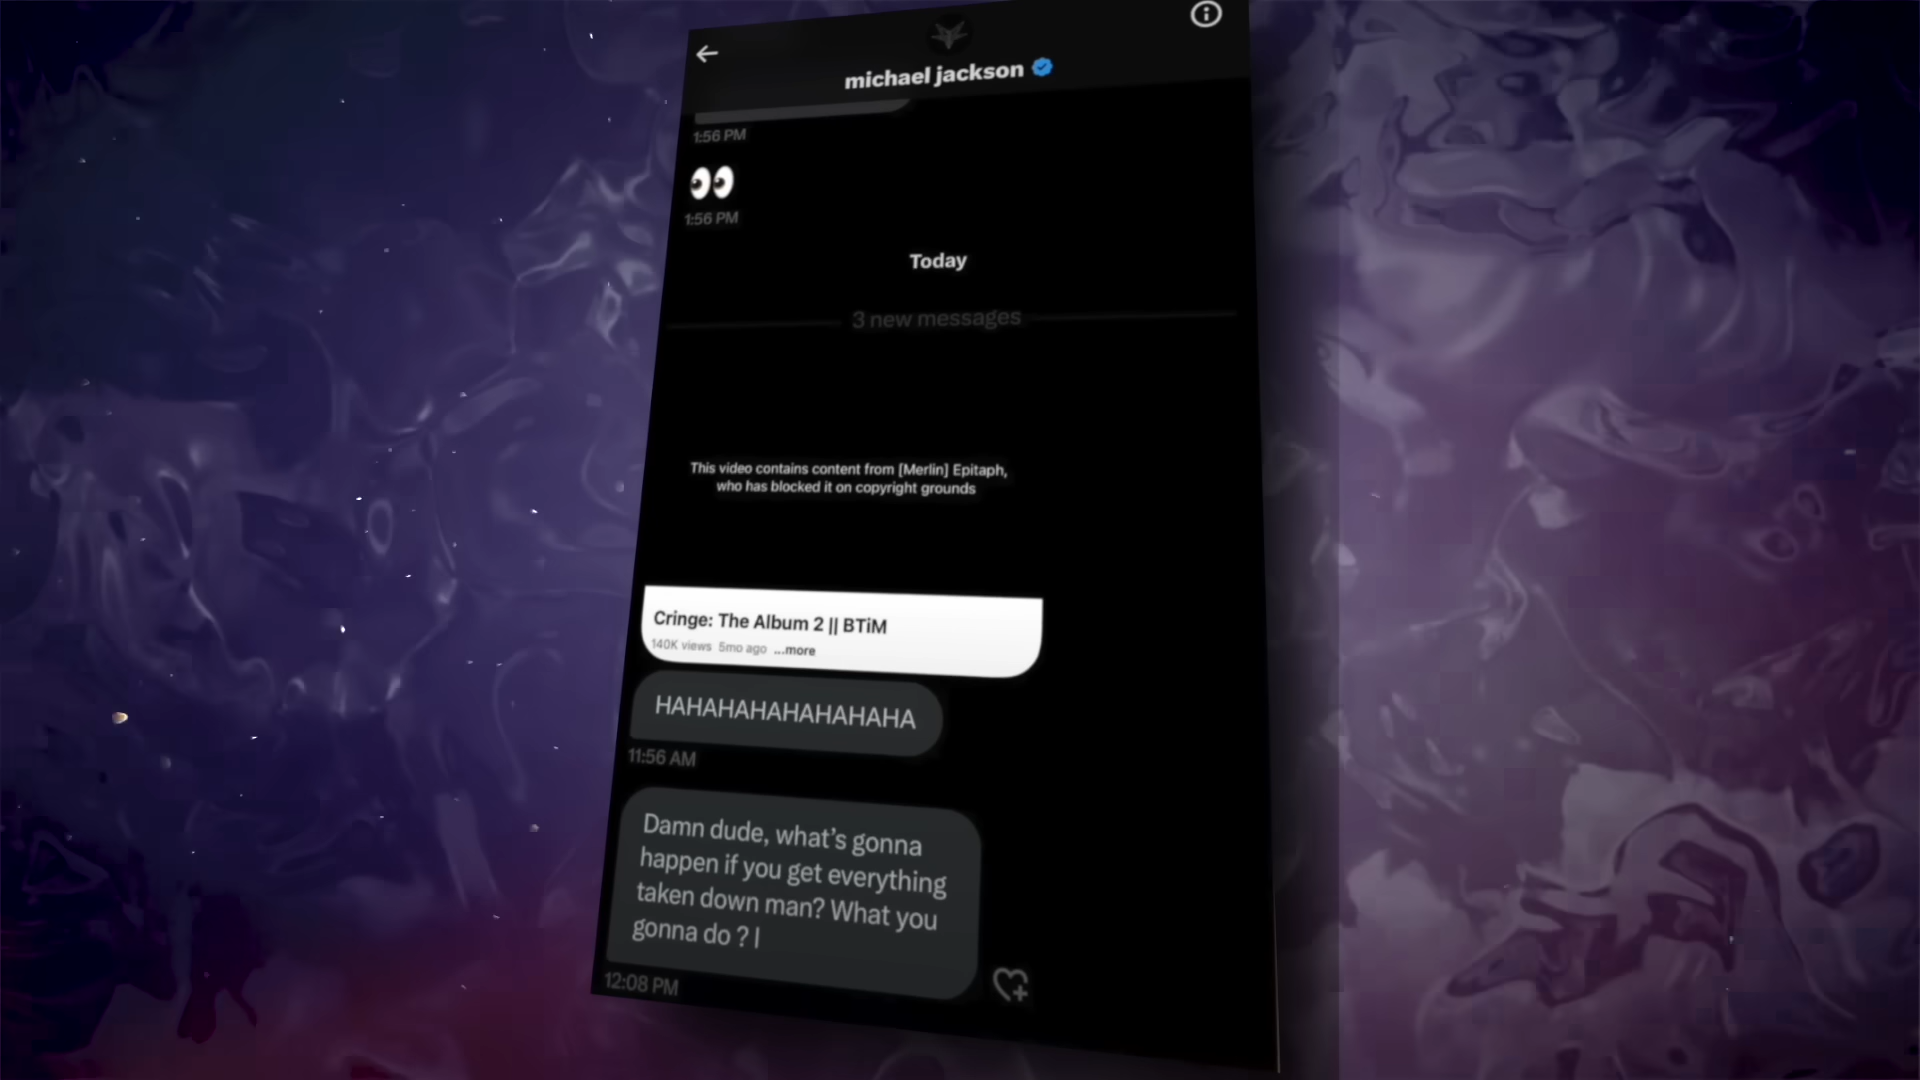 michael jackson
1:56 PM
1:56 PM
Today
3 new messages
This video contains content from [Merlin] Epitaph,
who has blocked it on copyright grounds
Cringe: The Album 2 || BTiM
140K views 5mo ago ...more
HAHAHAHAHAHAHAHA
11:56 AM
Damn dude, what's gonna
happen if you get everything
taken down man? What you
gonna do ? l
12:08 PM